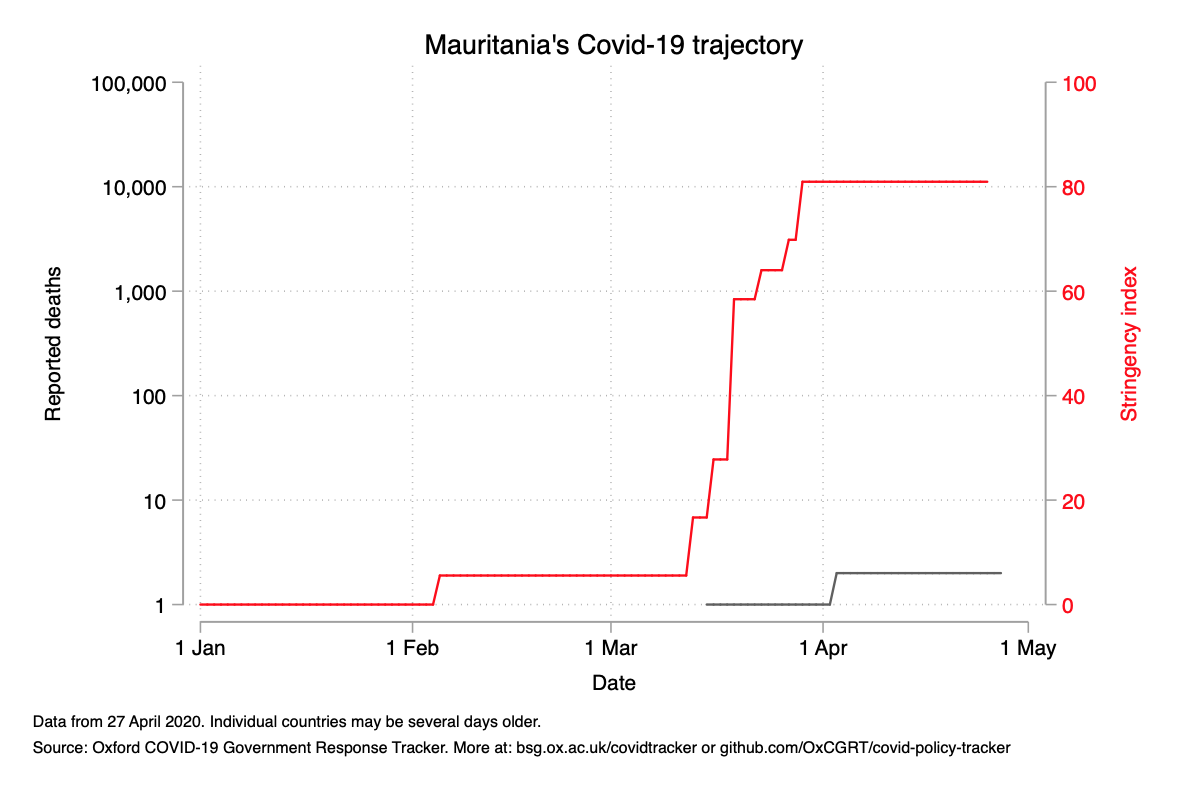 Mauritania's Covid-19 trajectory
100,000
10,000
1,000
100
10
1
Reported deaths
100
80
60
40
20
0
Stringency index
1 Jan
1 Feb
1 Mar
1 Apr
1 May
Date
Data from 27 April 2020. Individual countries may be several days older.
Source: Oxford COVID-19 Government Response Tracker. More at: bsg.ox.ac.uk/covidtracker or github.com/OxCGRT/covid-policy-tracker